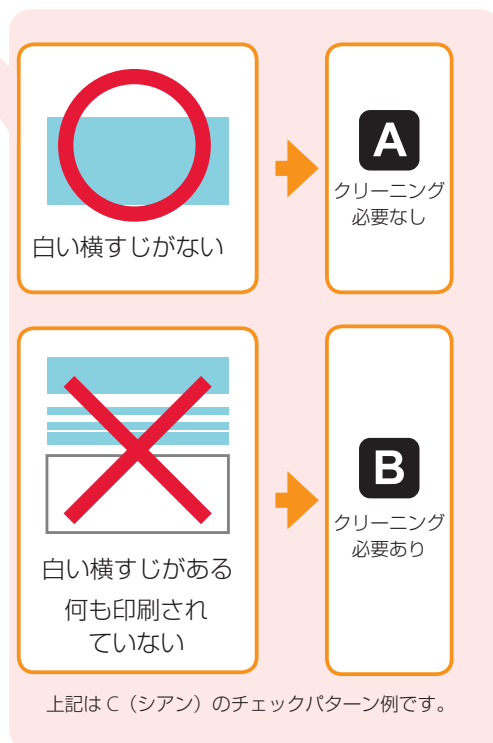 白い横すじがない
A
クリーニング
必要なし
白い横すじがある
何も印刷され
ていない
B
クリーニング
必要あり
上記は C（シアン）のチェックパターン例です。